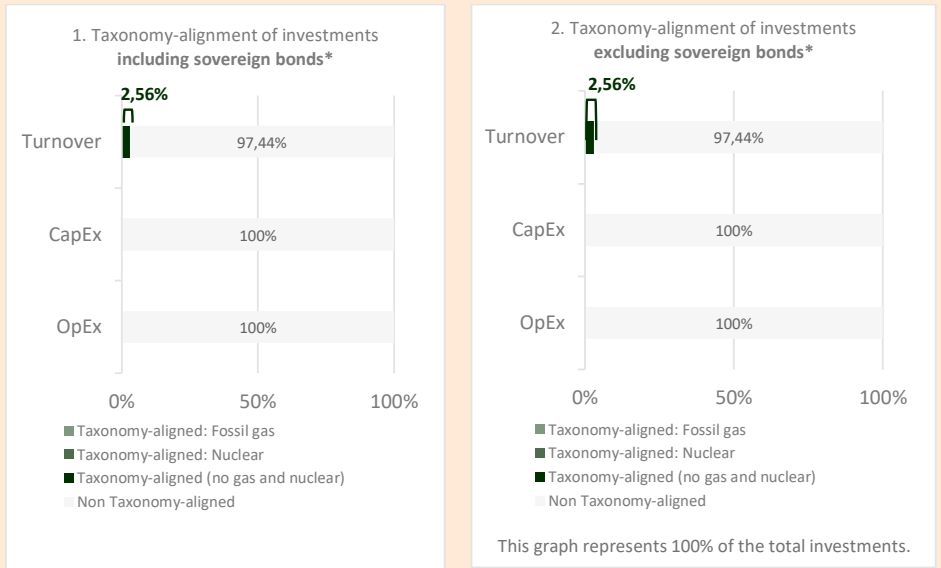 1. Taxonomy-alignment of investments
including sovereign bonds*
2,56%
Turnover
97,44%
CapEx
100%
OpEx
100%
0%
50%
100%
Taxonomy-aligned: Fossil gas
Taxonomy-aligned: Nuclear
Taxonomy-aligned (no gas and nuclear)
Non Taxonomy-aligned
2. Taxonomy-alignment of investments
excluding sovereign bonds*
2,56%
Turnover
97,44%
CapEx
100%
OpEx
100%
0%
50%
100%
Taxonomy-aligned: Fossil gas
Taxonomy-aligned: Nuclear
Taxonomy-aligned (no gas and nuclear)
Non Taxonomy-aligned
This graph represents 100% of the total investments.